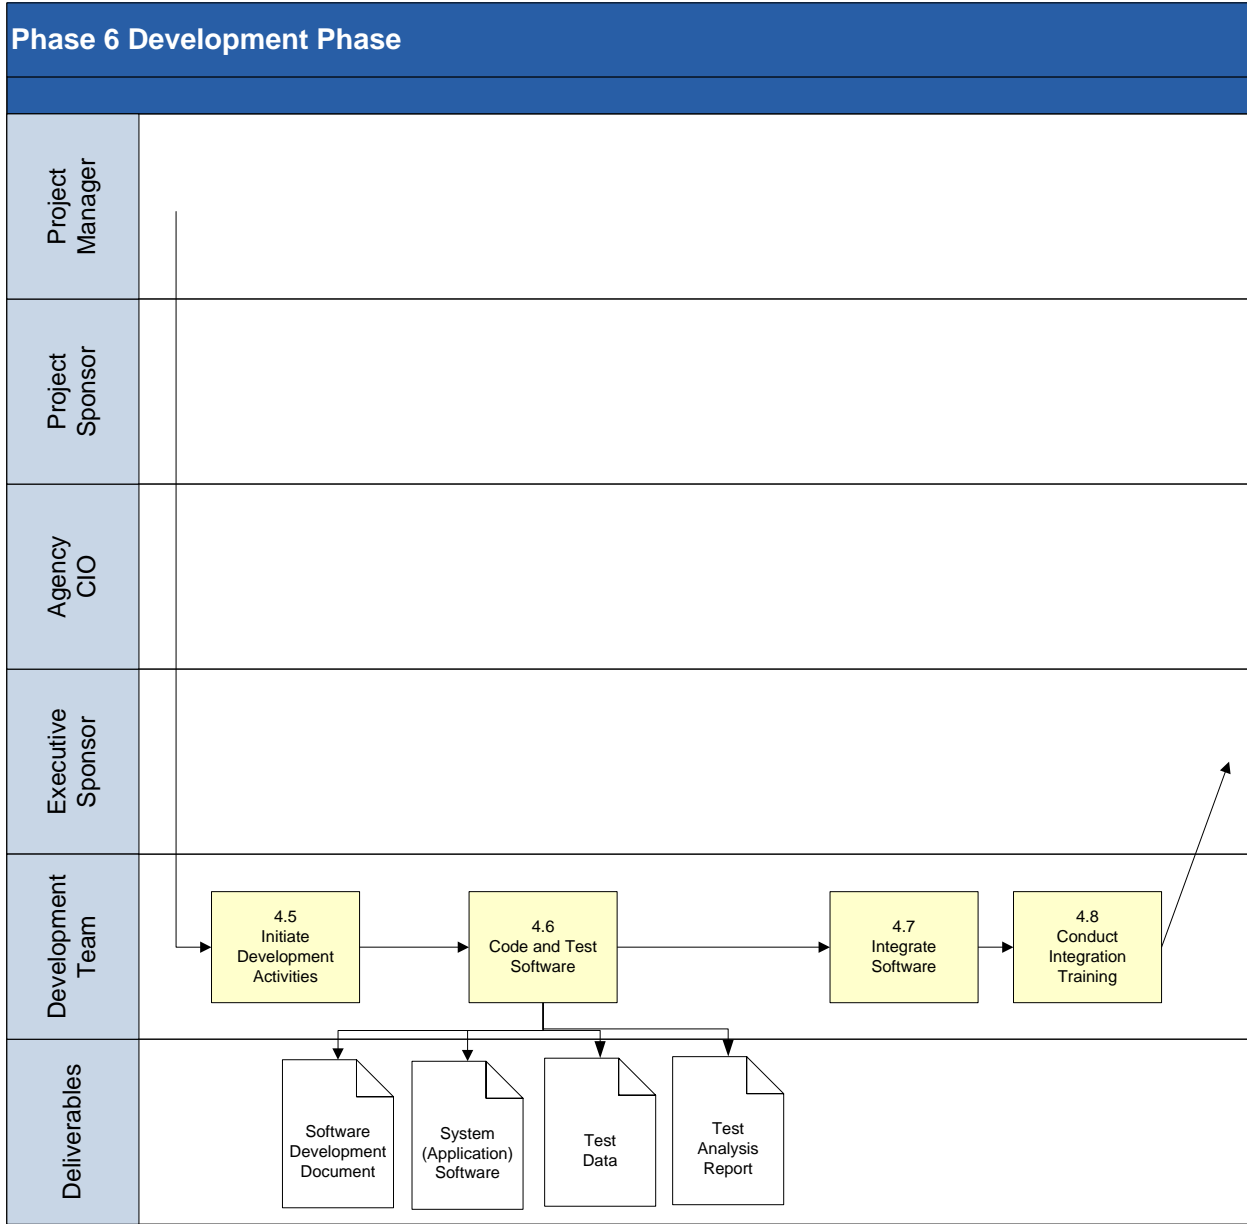 Phase 6 Development Phase
Project
Manager
Project
Sponsor
Agency
CIO
Executive
Sponsor
Development
Team
4.5
Initiate
Development
Activities
4.6
Code and Test
Software
4.7
Integrate
Software
4.8
Conduct
Integration
Training
Deliverables
Software
Development
Document
System
(Application)
Software
Test
Data
Test
Analysis
Report